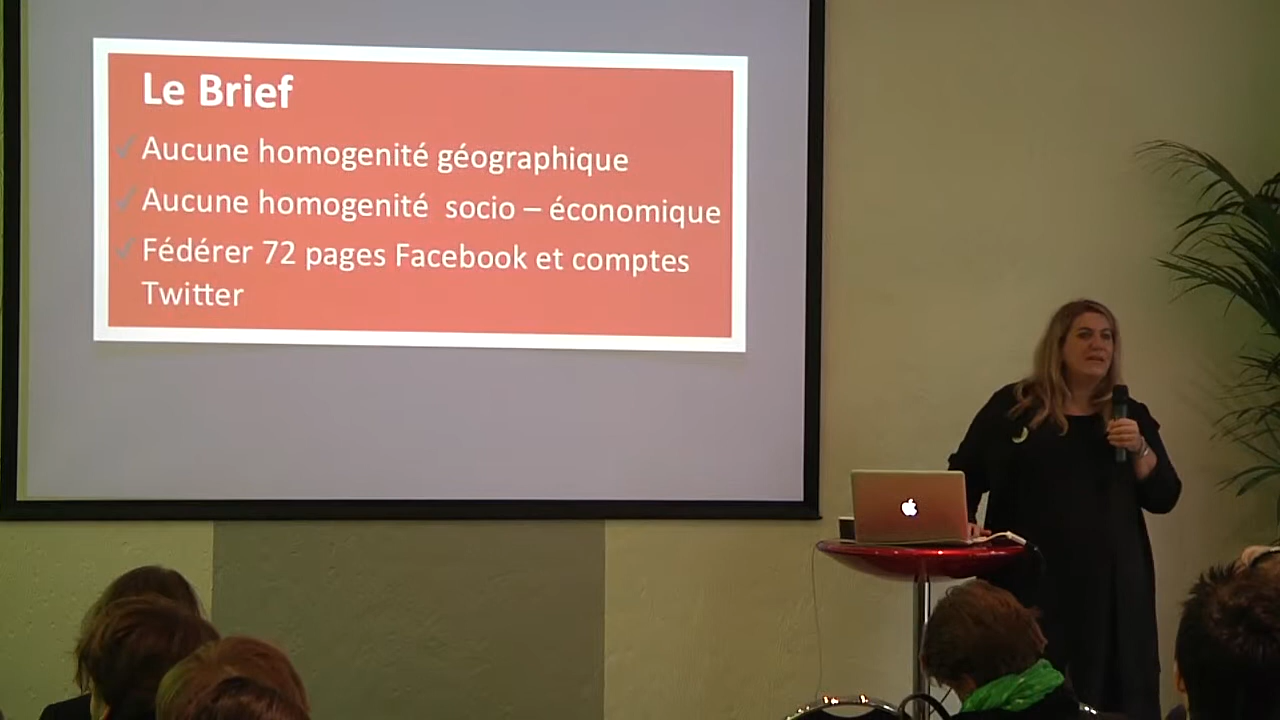 Le Brief
Aucune homogenité géographique
Aucune homogenité socio – économique
Fédérer 72 pages Facebook et comptes
Twitter